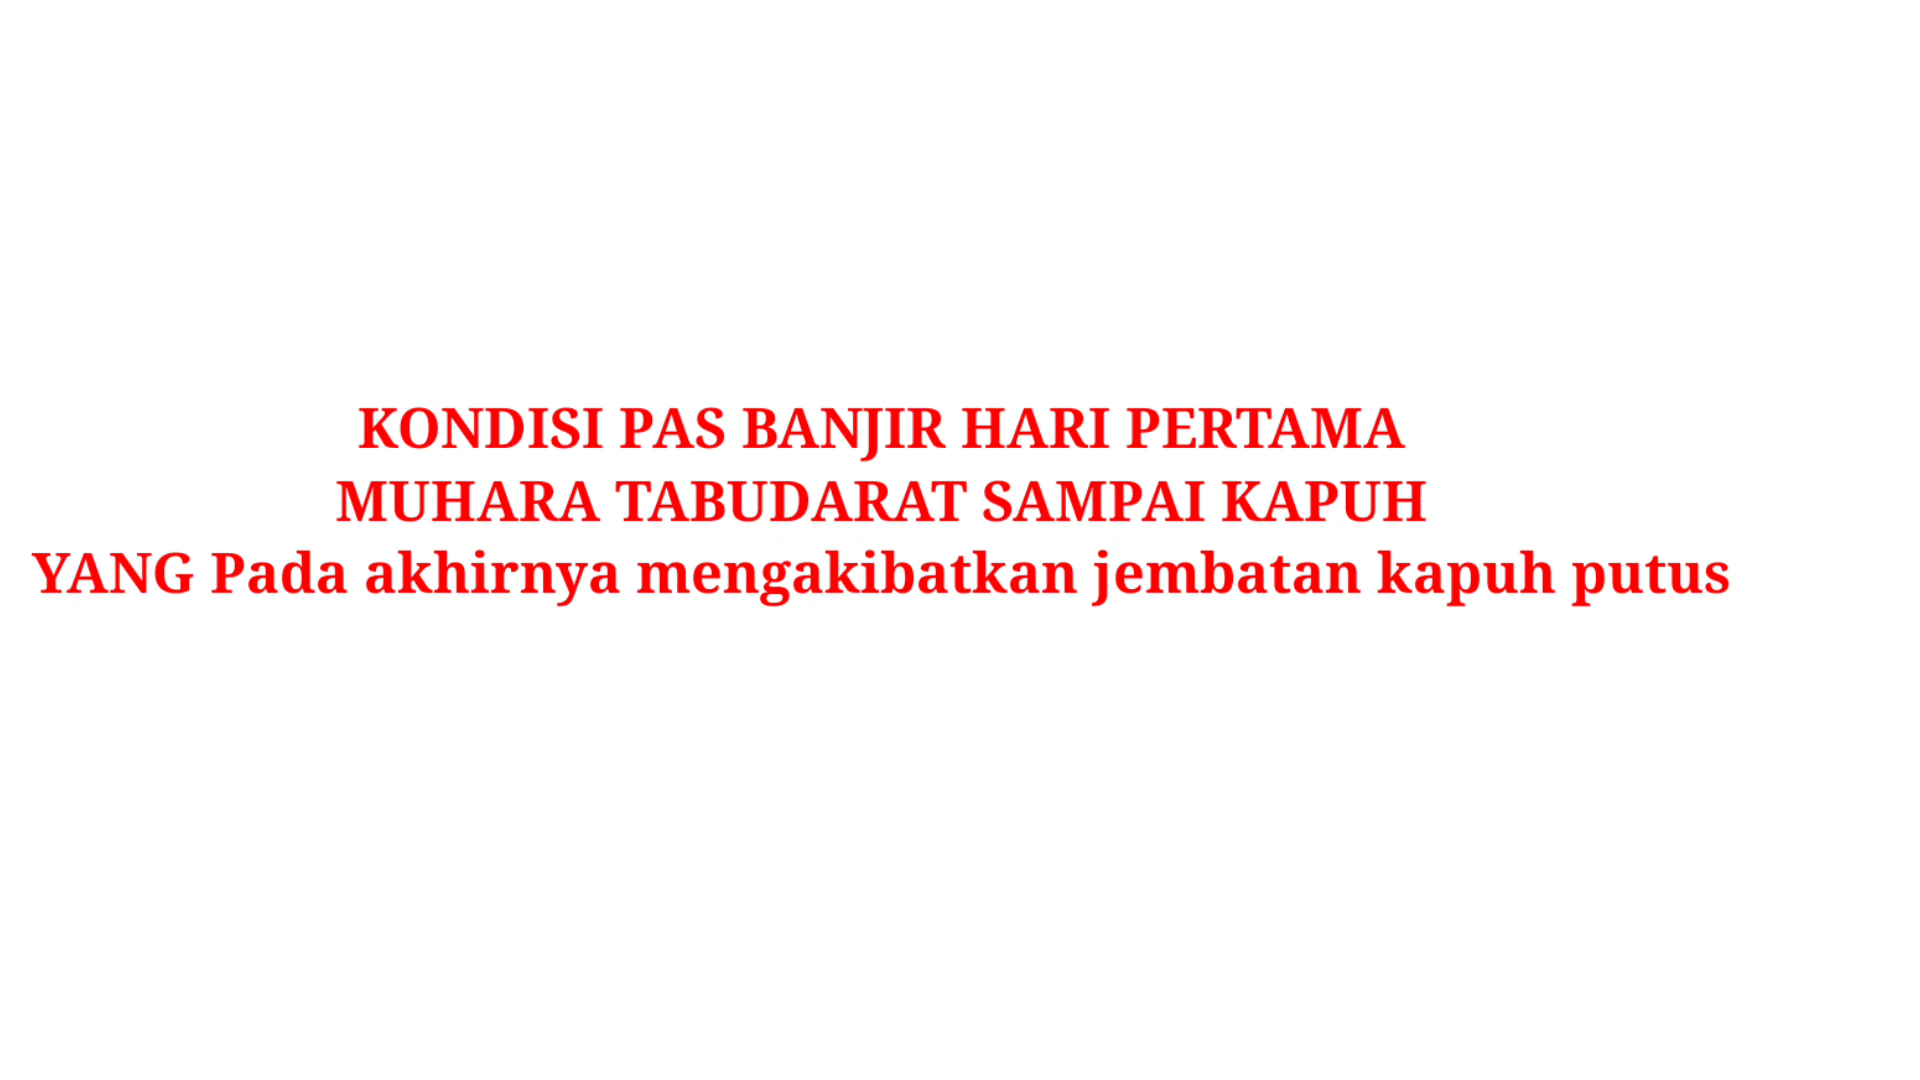 KONDISI PAS BANJIR HARI PERTAMA
MUHARA TABUDARAT SAMPAI KAPUH
YANG Pada akhirnya mengakibatkan jembatan kapuh putus